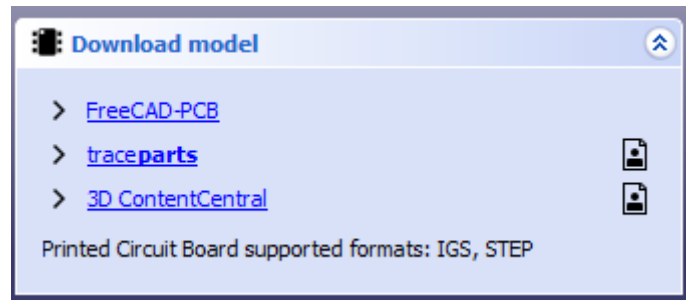 Download model
FreeCAD-PCB
traceparts
3D ContentCentral
Printed Circuit Board supported formats: IGS, STEP